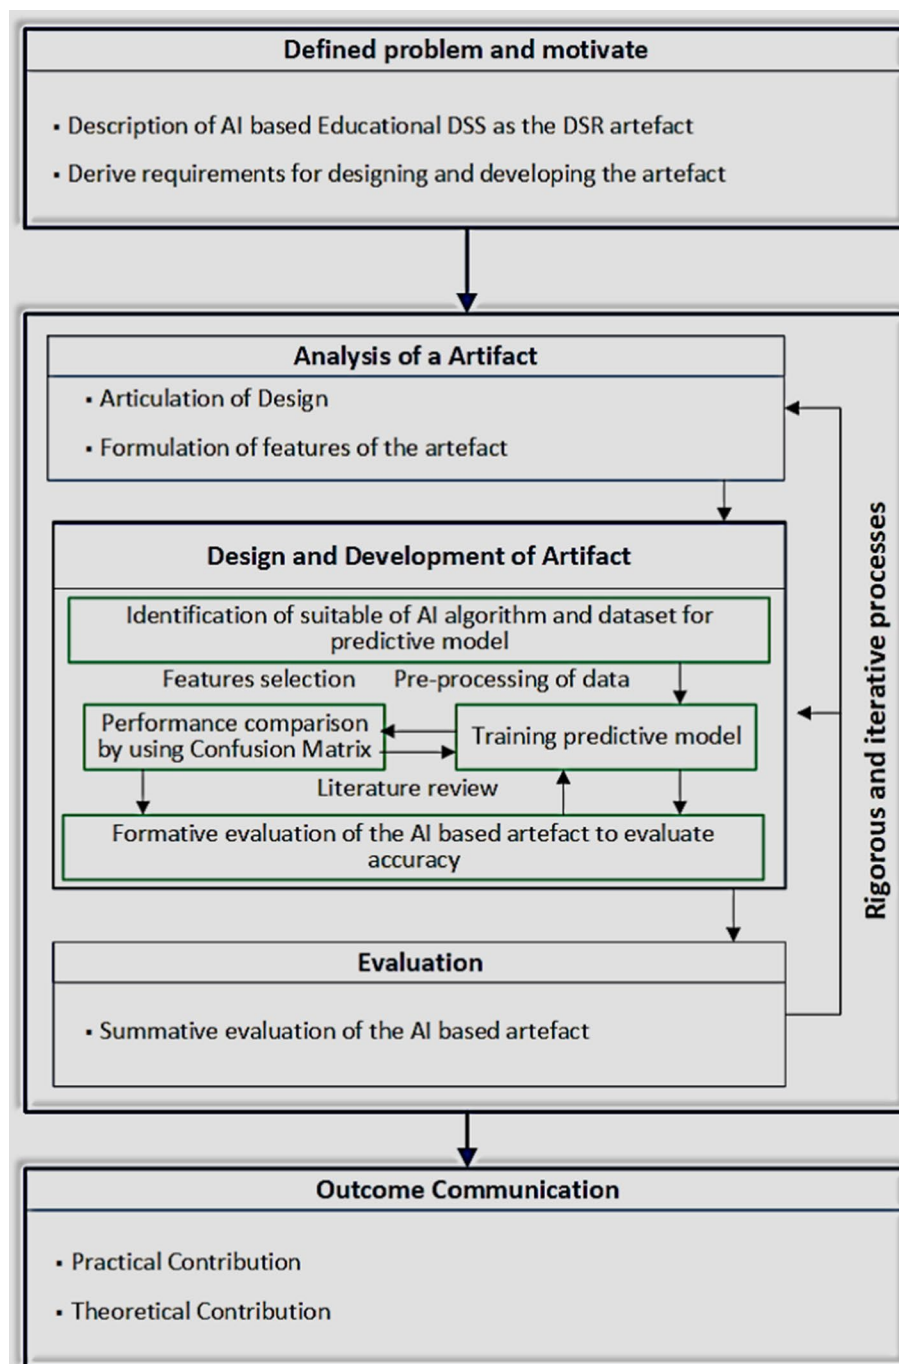 Defined problem and motivate
▪ Description of AI based Educational DSS as the DSR artefact
▪ Derive requirements for designing and developing the artefact
Analysis of a Artifact
▪ Articulation of Design
▪ Formulation of features of the artefact
Design and Development of Artifact
Identification of suitable of AI algorithm and dataset for
predictive model
Features selection
Pre-processing of data
Performance comparison
by using Confusion Matrix
Training predictive model
Literature review
Formative evaluation of the AI based artefact to evaluate
accuracy
Evaluation
▪ Summative evaluation of the AI based artefact
Rigorous and iterative processes
Outcome Communication
▪ Practical Contribution
▪ Theoretical Contribution